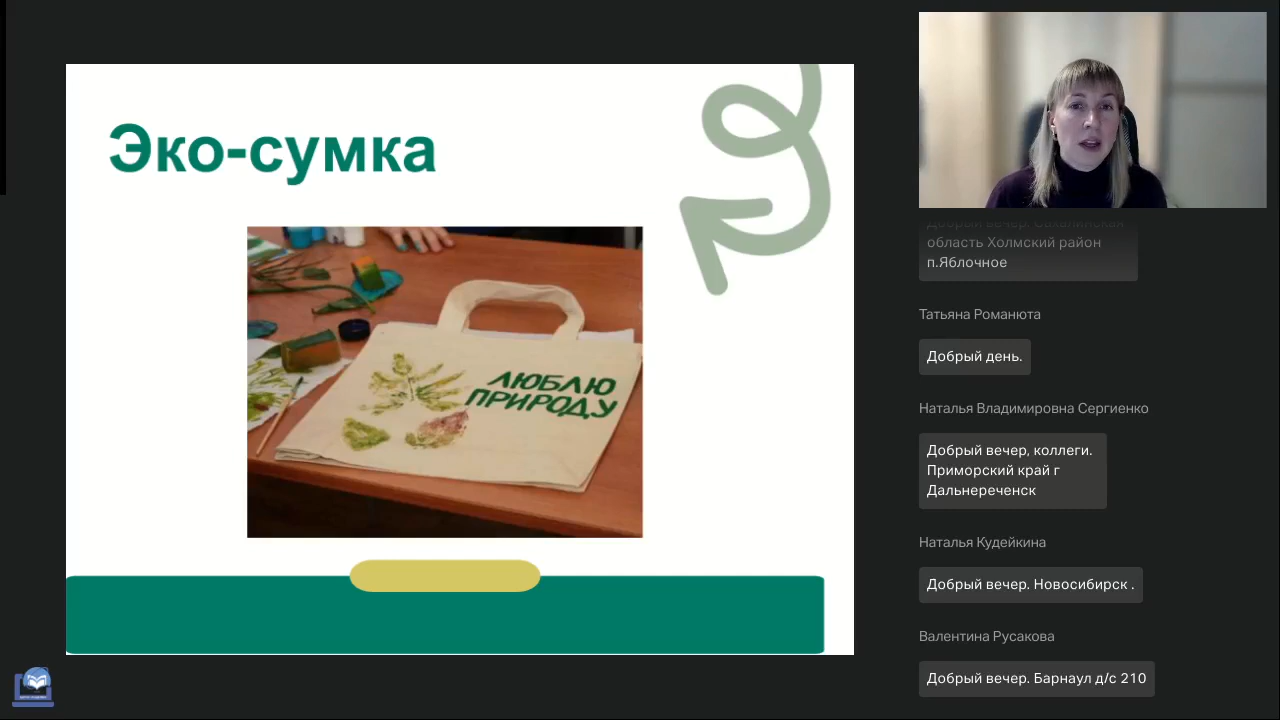 Эко-сумка
ЛЮБЛЮ
ПРИРОДУ
область Холмский район
п.Яблочное
Татьяна Романюта
Добрый день.
Наталья Владимировна Сергиенко
Добрый вечер, коллеги.
Приморский край г
Дальнереченск
Наталья Кудейкина
Добрый вечер. Новосибирск .
Валентина Русакова
Добрый вечер. Барнаул д/с 210